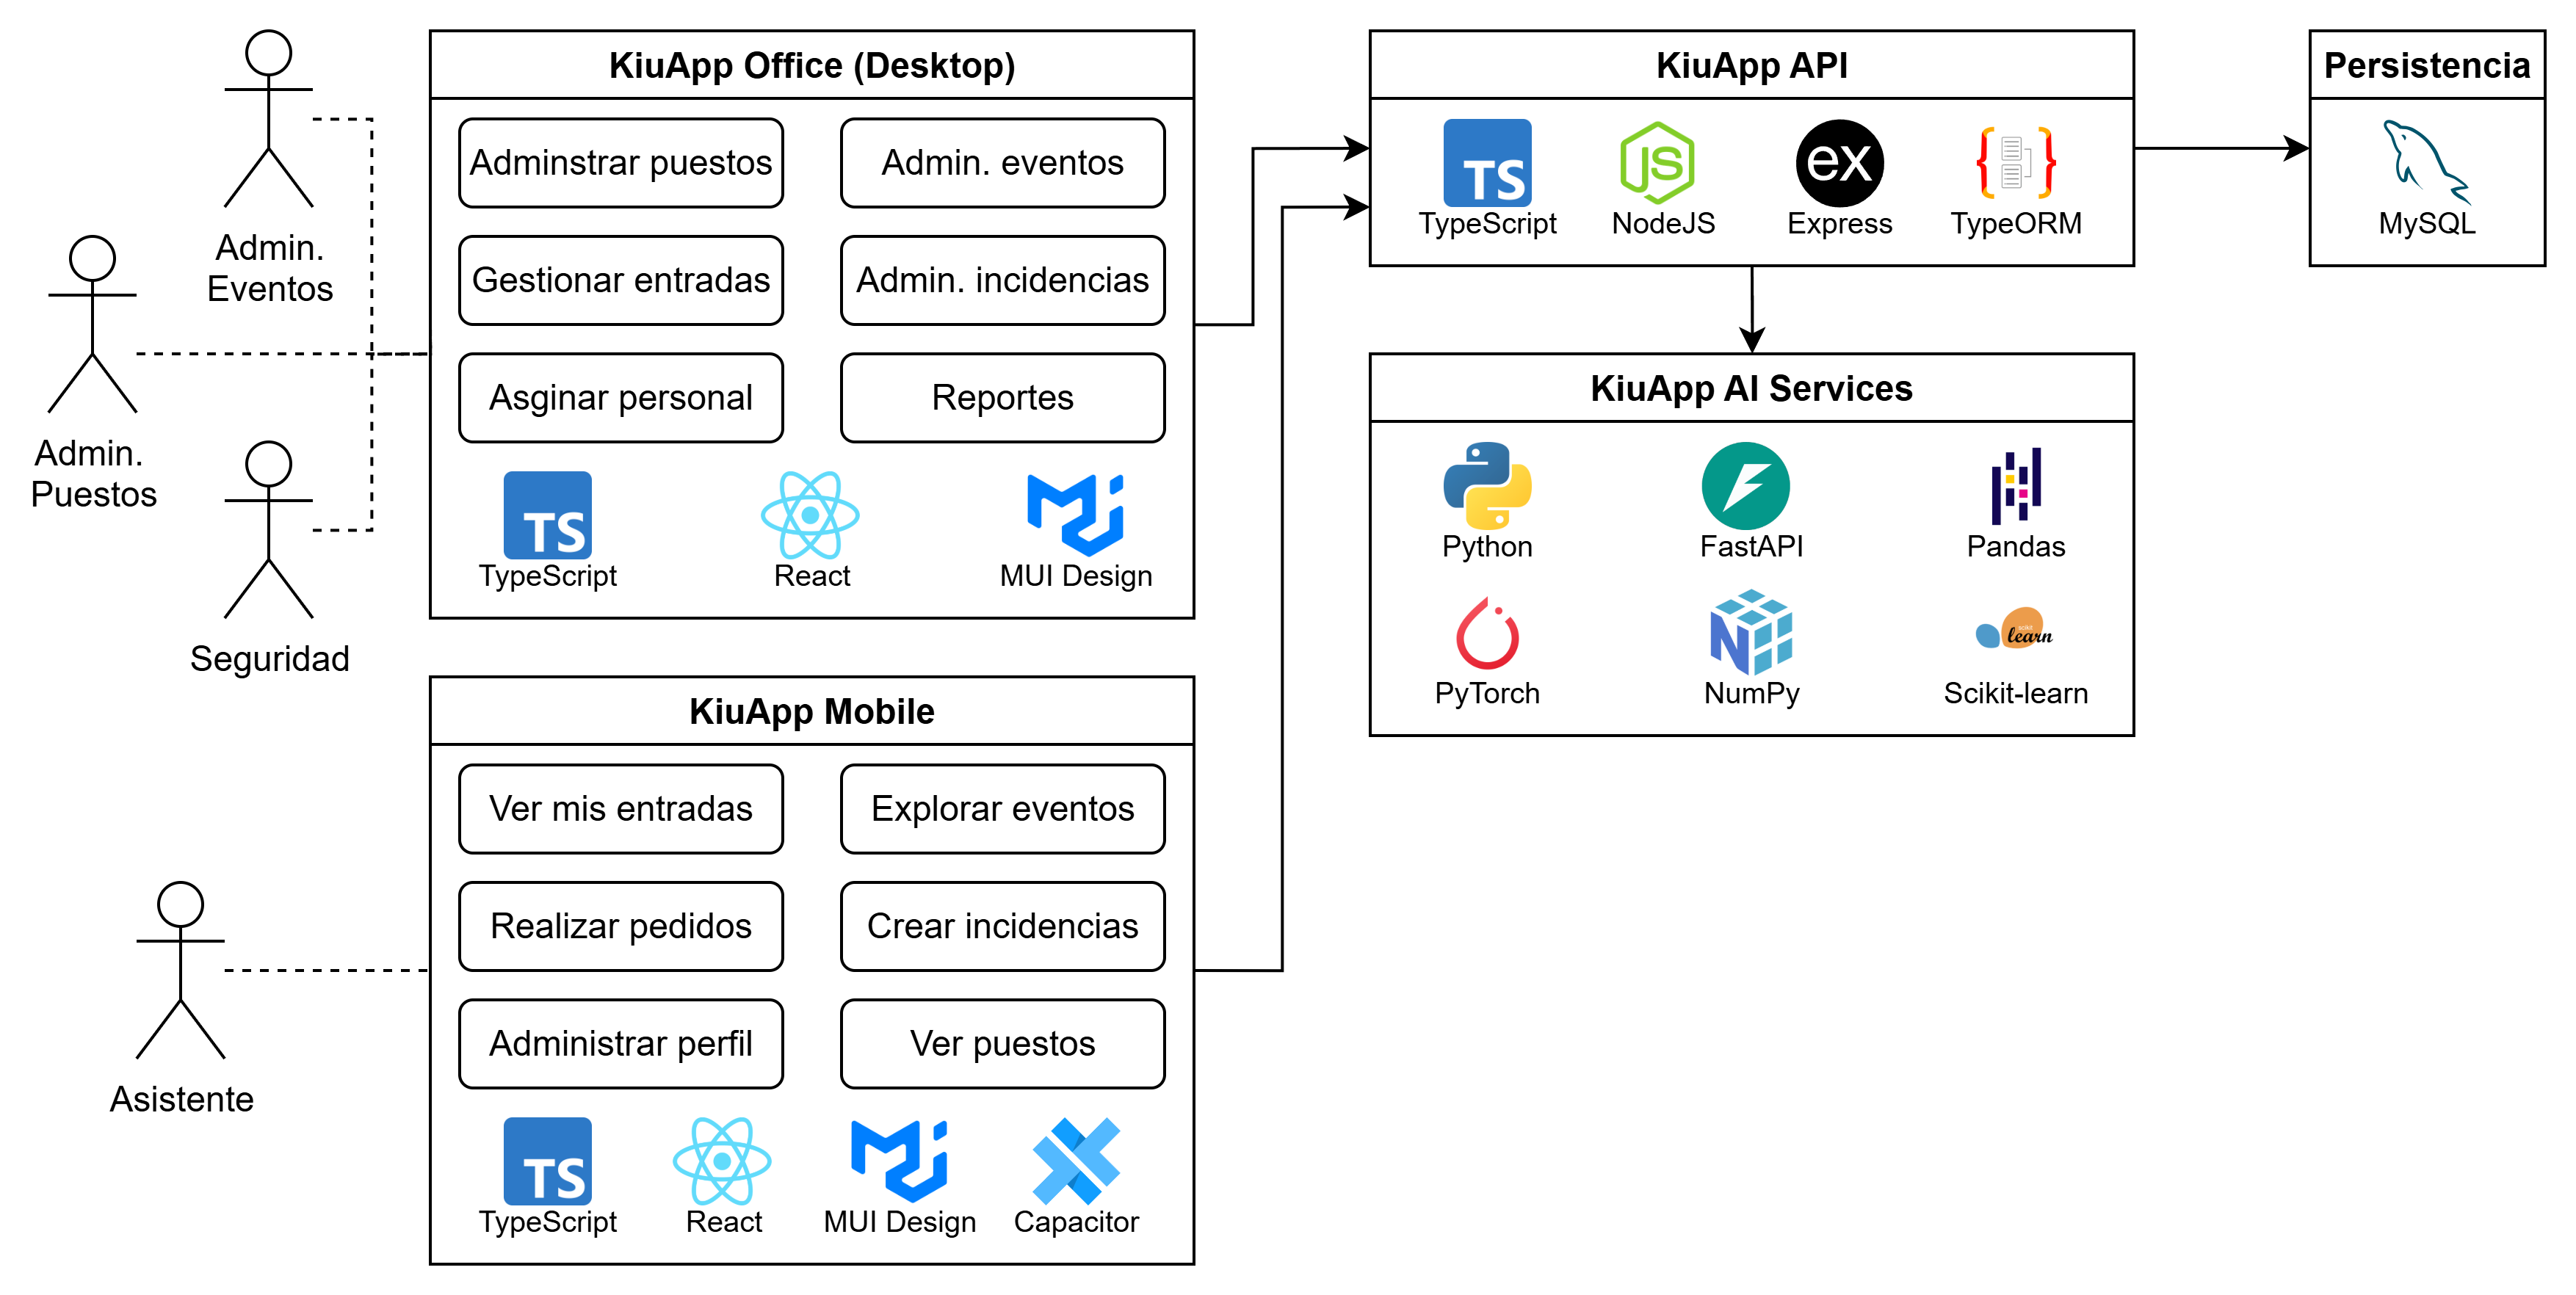 Admin.
Eventos
Admin.
Puestos
Seguridad
Asistente
KiuApp Office (Desktop)
Adminstrar puestos
Admin. eventos
Gestionar entradas
Admin. incidencias
Asginar personal
Reportes
TS
TypeScript
React
MUI Design
KiuApp Mobile
Ver mis entradas
Explorar eventos
Realizar pedidos
Crear incidencias
Administrar perfil
Ver puestos
TS
TypeScript
React
MUI Design
Capacitor
KiuApp API
TS
TypeScript
JS
NodeJS
ex
Express
TypeORM
Persistencia
MySQL
KiuApp AI Services
Python
FastAPI
Pandas
PyTorch
N
NumPy
scikit
learn
Scikit-learn